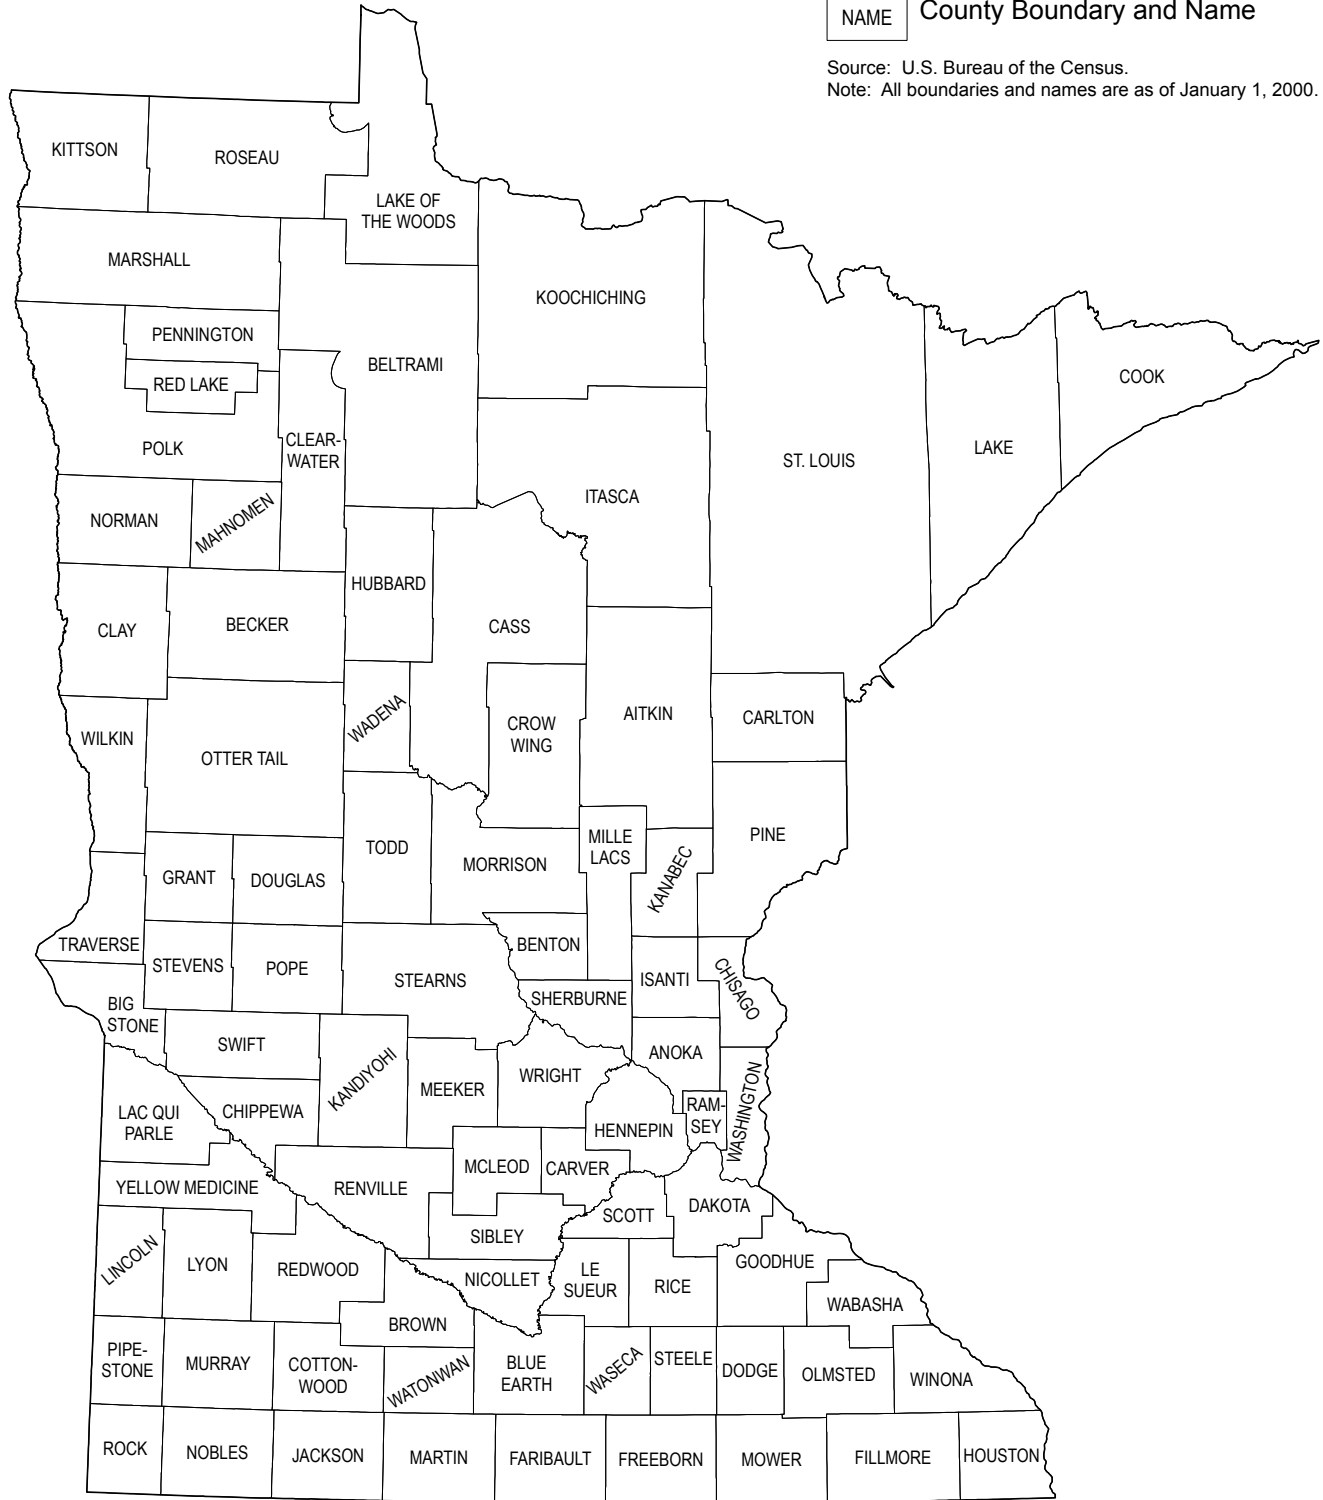 NAME
County Boundary and Name
Source: U.S. Bureau of the Census.
Note: All boundaries and names are as of January 1, 2000.
KITTSON
ROSEAU
LAKE OF
THE WOODS
MARSHALL
KOOCHICHING
PENNINGTON
BELTRAMI
RED LAKE
COOK
POLK
CLEAR-
WATER
LAKE
ST. LOUIS
ITASCA
NORMAN
MAHNOMEN
HUBBARD
CLAY
BECKER
CASS
WADENA
AITKIN
CARLTON
CROW
WING
WILKIN
OTTER TAIL
PINE
MILLE
LACS
TODD
MORRISON
KANABEC
GRANT
DOUGLAS
TRAVERSE
BENTON
STEVENS
POPE
STEARNS
ISANTI
CHISAGO
SHERBURNE
BIG
STONE
SWIFT
ANOKA
KANDIYOHI
MEEKER
WRIGHT
WASHINGTON
LAC QUI
PARLE
CHIPPEWA
RAM-
SEY
HENNEPIN
MCLEOD
CARVER
YELLOW MEDICINE
RENVILLE
DAKOTA
SCOTT
SIBLEY
LINCOLN
LYON
REDWOOD
NICOLLET
LE
SUEUR
RICE
GOODHUE
WABASHA
BROWN
PIPE-
STONE
MURRAY
COTTON-
WOOD
WATONWAN
BLUE
EARTH
WASECA
STEELE
DODGE
OLMSTED
WINONA
ROCK
NOBLES
JACKSON
MARTIN
FARIBAULT
FREEBORN
MOWER
FILLMORE
HOUSTON